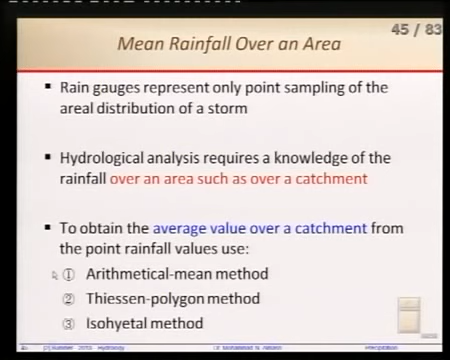 45 / 83
Mean Rainfall Over an Area
▪ Rain gauges represent only point sampling of the
areal distribution of a storm
▪ Hydrological analysis requires a knowledge of the
rainfall over an area such as over a catchment
▪ To obtain the average value over a catchment from
the point rainfall values use:
① Arithmetical-mean method
② Thiessen-polygon method
③ Isohyetal method
Hydrology
Precipitation